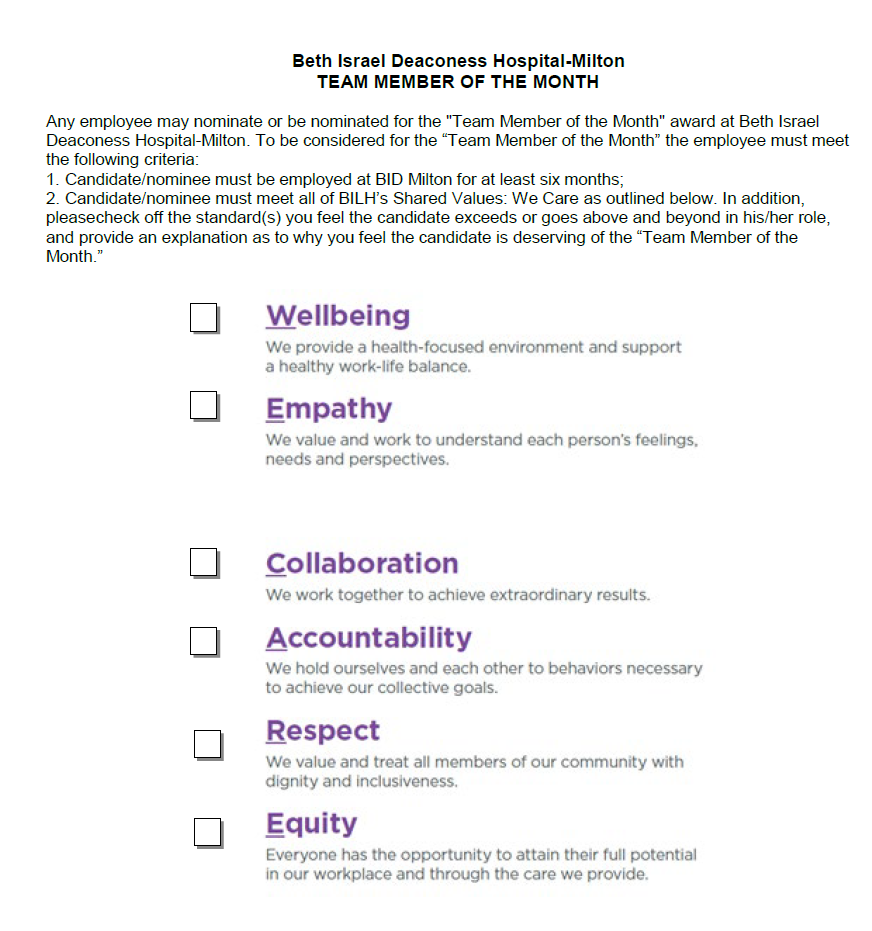 Beth Israel Deaconess Hospital-Milton
TEAM MEMBER OF THE MONTH
Any employee may nominate or be nominated for the "Team Member of the Month" award at Beth Israel
Deaconess Hospital-Milton. To be considered for the “Team Member of the Month” the employee must meet
the following criteria:
1. Candidate/nominee must be employed at BID Milton for at least six months;
2. Candidate/nominee must meet all of BILH’s Shared Values: We Care as outlined below. In addition,
pleasecheck off the standard(s) you feel the candidate exceeds or goes above and beyond in his/her role,
and provide an explanation as to why you feel the candidate is deserving of the “Team Member of the
Month.”
Wellbeing
We provide a health-focused environment and support
a healthy work-life balance.
Empathy
We value and work to understand each person’s feelings,
needs and perspectives.
Collaboration
We work together to achieve extraordinary results.
Accountability
We hold ourselves and each other to behaviors necessary
to achieve our collective goals.
Respect
We value and treat all members of our community with
dignity and inclusiveness.
Equity
Everyone has the opportunity to attain their full potential
in our workplace and through the care we provide.